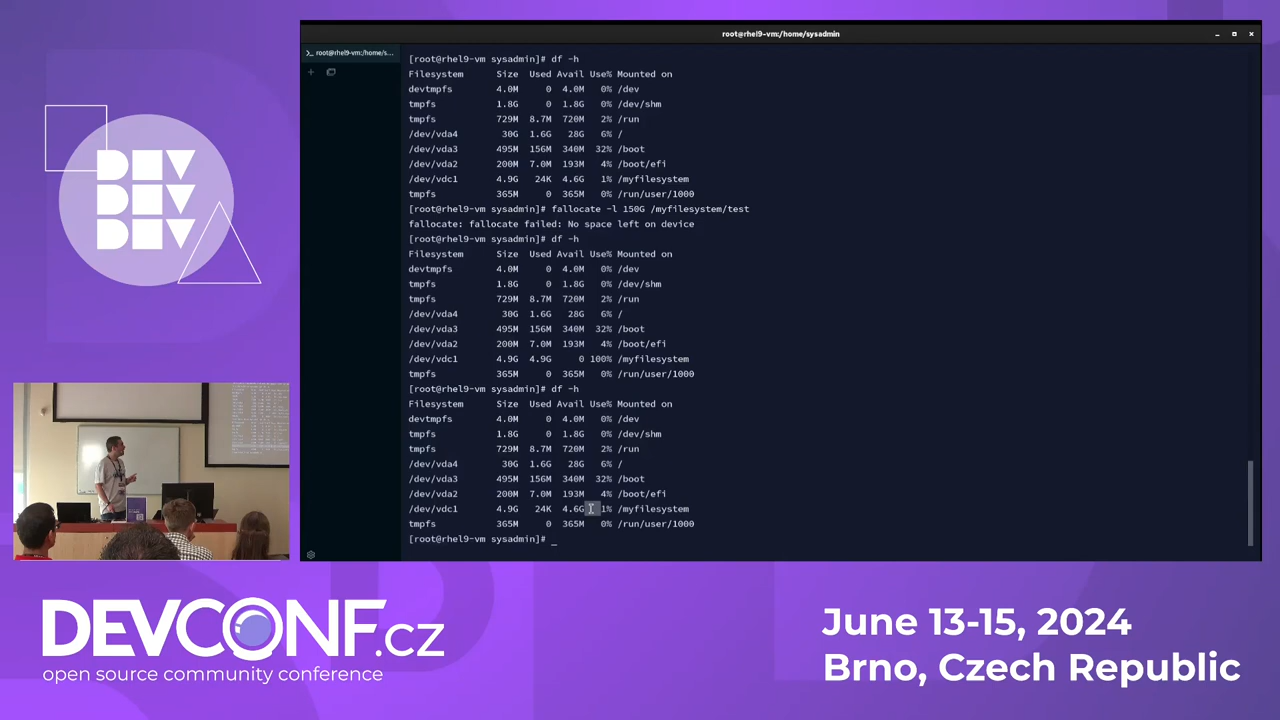 root@rhel9-vm:/home/sysadmin
root@rhel9-vm:/home/s...
[root@rhel9-vm sysadmin]# df -h
Filesystem Size Used Avail Use% Mounted on
devtmpfs 4.0M 0 4.0M 0% /dev
tmpfs 1.8G 0 1.8G 0% /dev/shm
tmpfs 729M 8.7M 720M 2% /run
/dev/vda4 30G 1.6G 28G 6% /
/dev/vda3 495M 156M 340M 32% /boot
/dev/vda2 200M 7.0M 193M 4% /boot/efi
/dev/vdc1 4.9G 24K 4.6G 1% /myfilesystem
tmpfs 365M 0 365M 0% /run/user/1000
[root@rhel9-vm sysadmin]# fallocate -l 150G /myfilesystem/test
fallocate: fallocate failed: No space left on device
[root@rhel9-vm sysadmin]# df -h
Filesystem Size Used Avail Use% Mounted on
devtmpfs 4.0M 0 4.0M 0% /dev
tmpfs 1.8G 0 1.8G 0% /dev/shm
tmpfs 729M 8.7M 720M 2% /run
/dev/vda4 30G 1.6G 28G 6% /
/dev/vda3 495M 156M 340M 32% /boot
/dev/vda2 200M 7.0M 193M 4% /boot/efi
/dev/vdc1 4.9G 4.9G 0 100% /myfilesystem
tmpfs 365M 0 365M 0% /run/user/1000
[root@rhel9-vm sysadmin]# df -h
Filesystem Size Used Avail Use% Mounted on
devtmpfs 4.0M 0 4.0M 0% /dev
tmpfs 1.8G 0 1.8G 0% /dev/shm
tmpfs 729M 8.7M 720M 2% /run
/dev/vda4 30G 1.6G 28G 6% /
/dev/vda3 495M 156M 340M 32% /boot
/dev/vda2 200M 7.0M 193M 4% /boot/efi
/dev/vdc1 4.9G 24K 4.6G 1% /myfilesystem
tmpfs 365M 0 365M 0% /run/user/1000
[root@rhel9-vm sysadmin]# _
DEV
DEV
DEV
DEVCONF.cz
open source community conference
June 13-15, 2024
Brno, Czech Republic